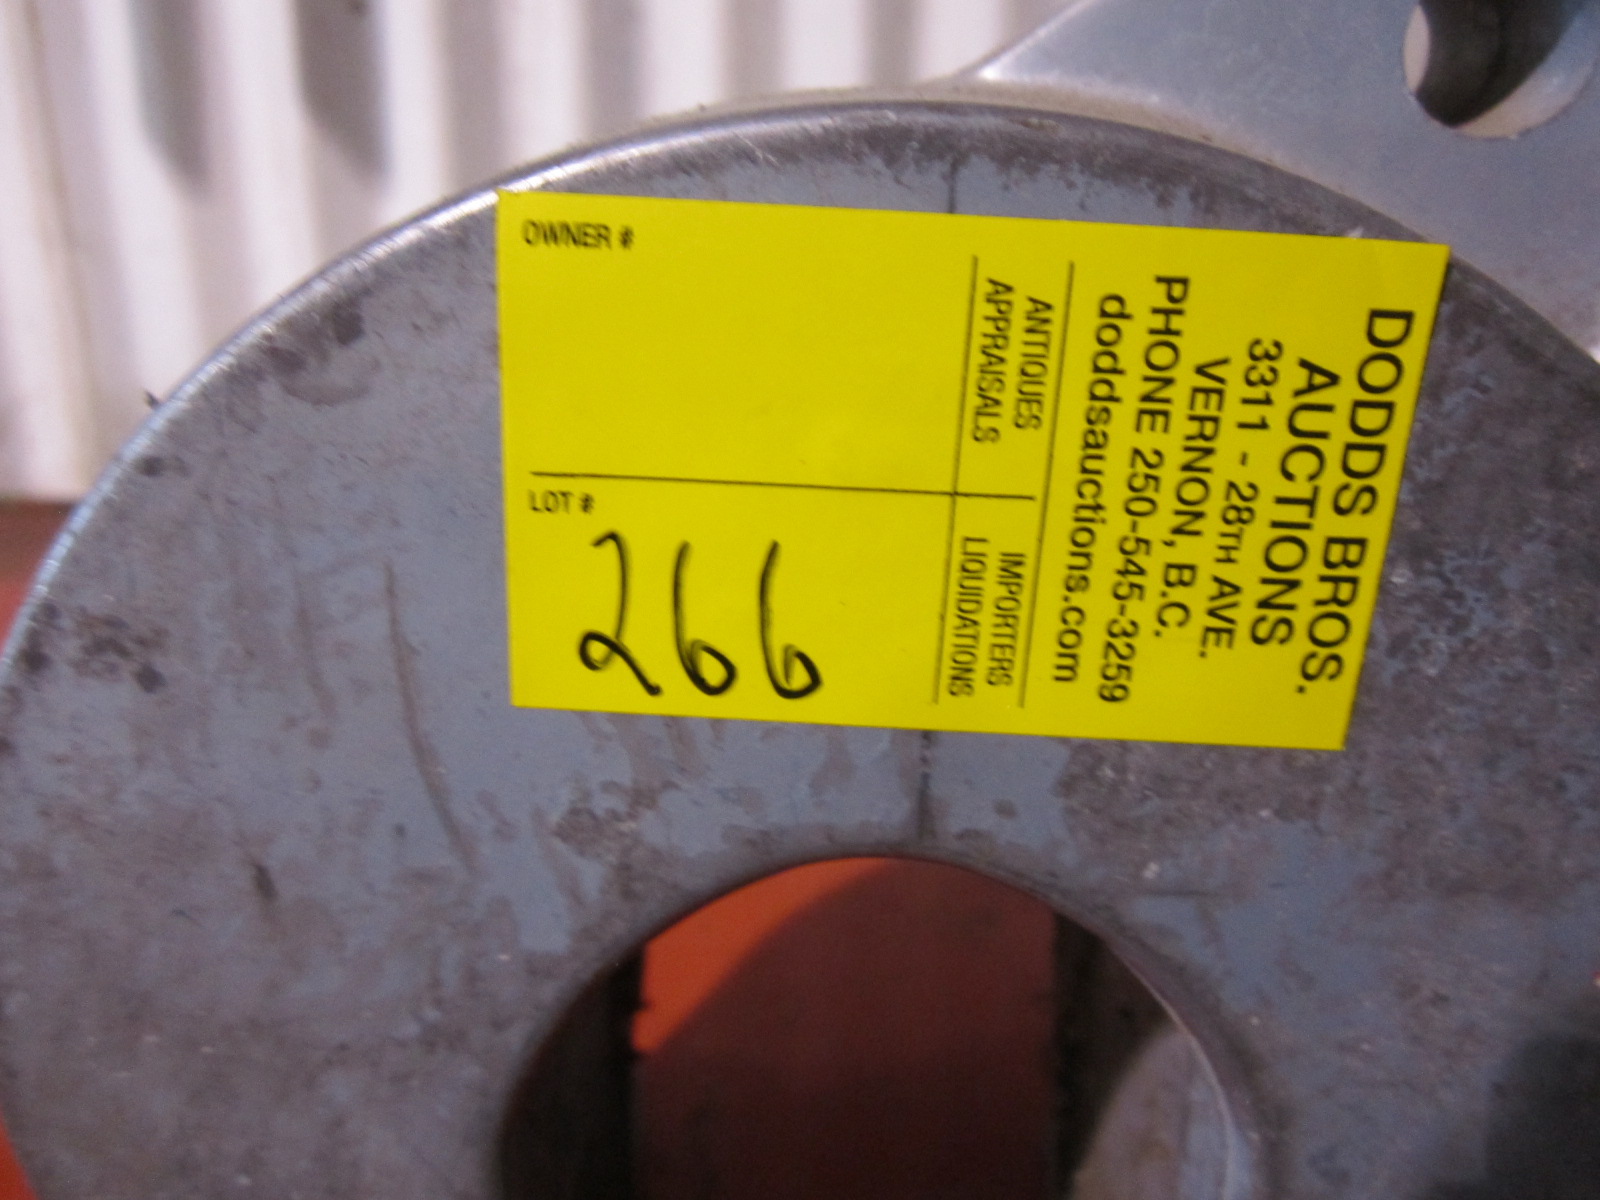 DODDS BROS.
AUCTIONS
3311 - 28TH AVE.
VERNON, B.C.
PHONE 250-545-3259
doddsauctions.com
ANTIQUES
APPRAISALS
IMPORTERS
LIQUIDATIONS
OWNER #
LOT #
266